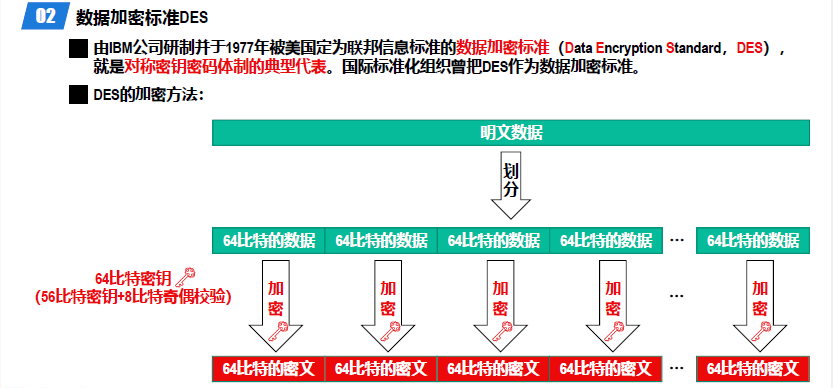 02 数据加密标准DES
由IBM公司研制并于1977年被美国定为联邦信息标准的数据加密标准（Data Encryption Standard，DES），
就是对称密钥密码体制的典型代表。国际标准化组织曾把DES作为数据加密标准。
DES的加密方法：
明文数据
划分
64比特的数据 64比特的数据 64比特的数据 64比特的数据 … 64比特的数据
64比特密钥
（56比特密钥+8比特奇偶校验）
加密 加密 加密 加密 … 加密
64比特的密文 64比特的密文 64比特的密文 64比特的密文 … 64比特的密文